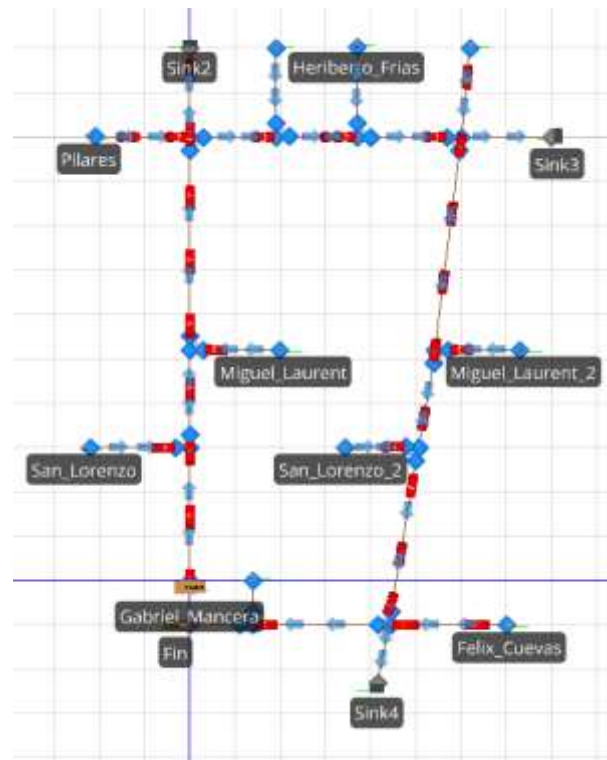 Sink2
Heriberto_Frias
Pilares
Sink3
Miguel_Laurent
Miguel_Laurent_2
San_Lorenzo
San_Lorenzo_2
Gabriel_Mancera
Fin
Felix_Cuevas
Sink4